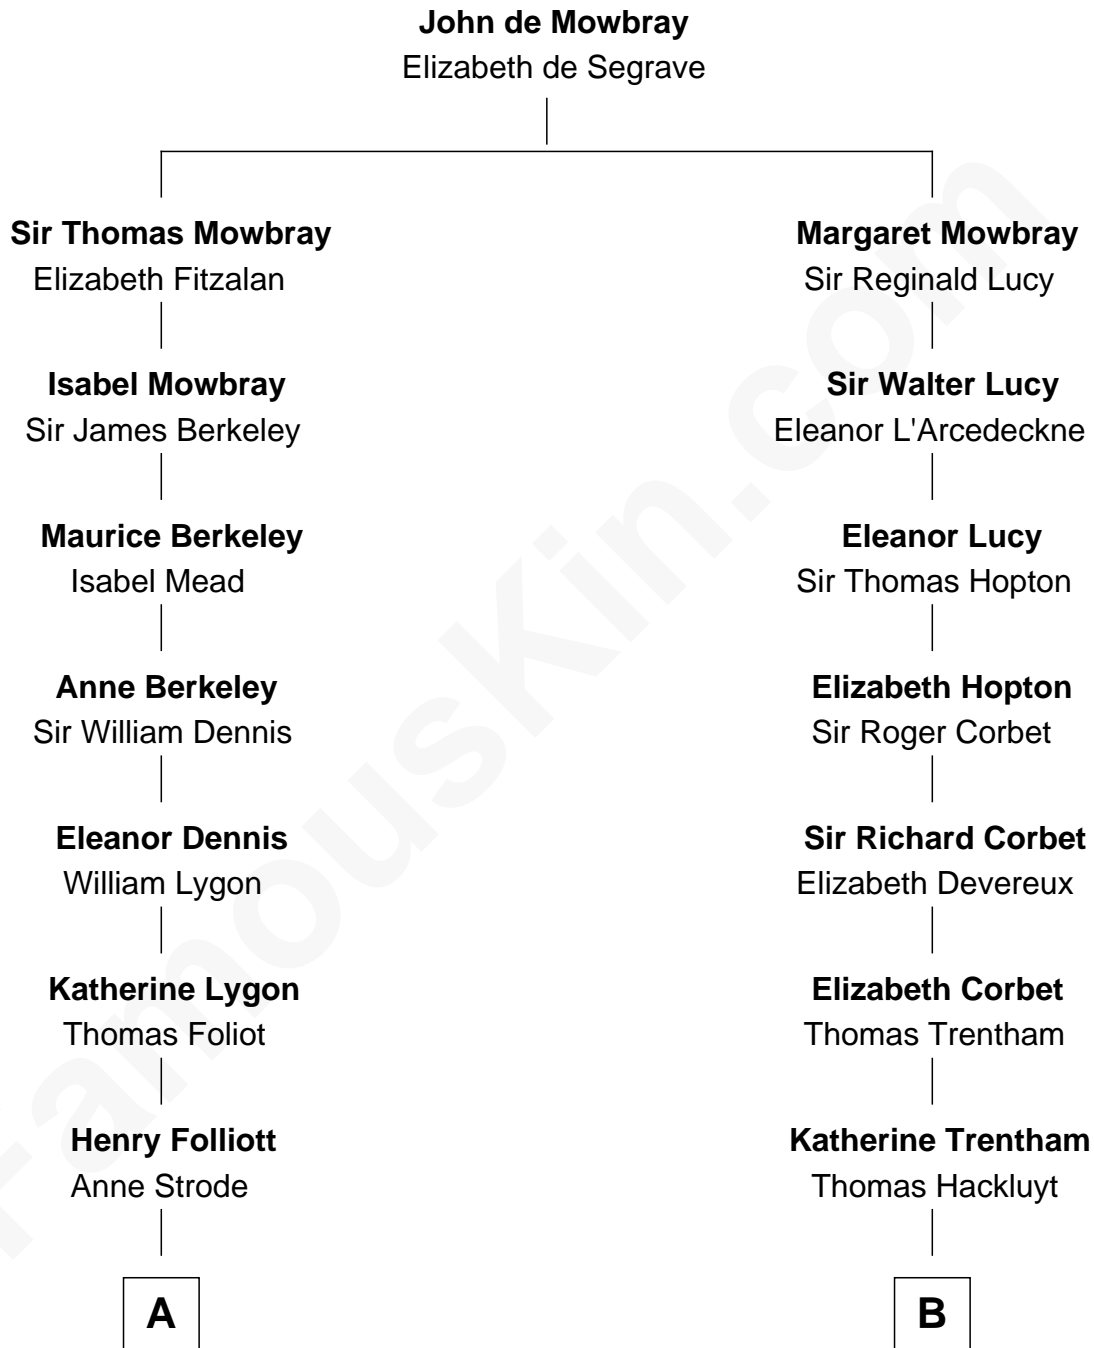 John de Mowbray
Elizabeth de Segrave
Sir Thomas Mowbray
Elizabeth Fitzalan
Isabel Mowbray
Sir James Berkeley
Maurice Berkeley
Isabel Mead
Anne Berkeley
Sir William Dennis
Eleanor Dennis
William Lygon
Katherine Lygon
Thomas Foliot
Henry Folliott
Anne Strode
A
Margaret Mowbray
Sir Reginald Lucy
Sir Walter Lucy
Eleanor L'Arcedeckne
Eleanor Lucy
Sir Thomas Hopton
Elizabeth Hopton
Sir Roger Corbet
Sir Richard Corbet
Elizabeth Devereux
Elizabeth Corbet
Thomas Trentham
Katherine Trentham
Thomas Hackluyt
B
FamousKin.com